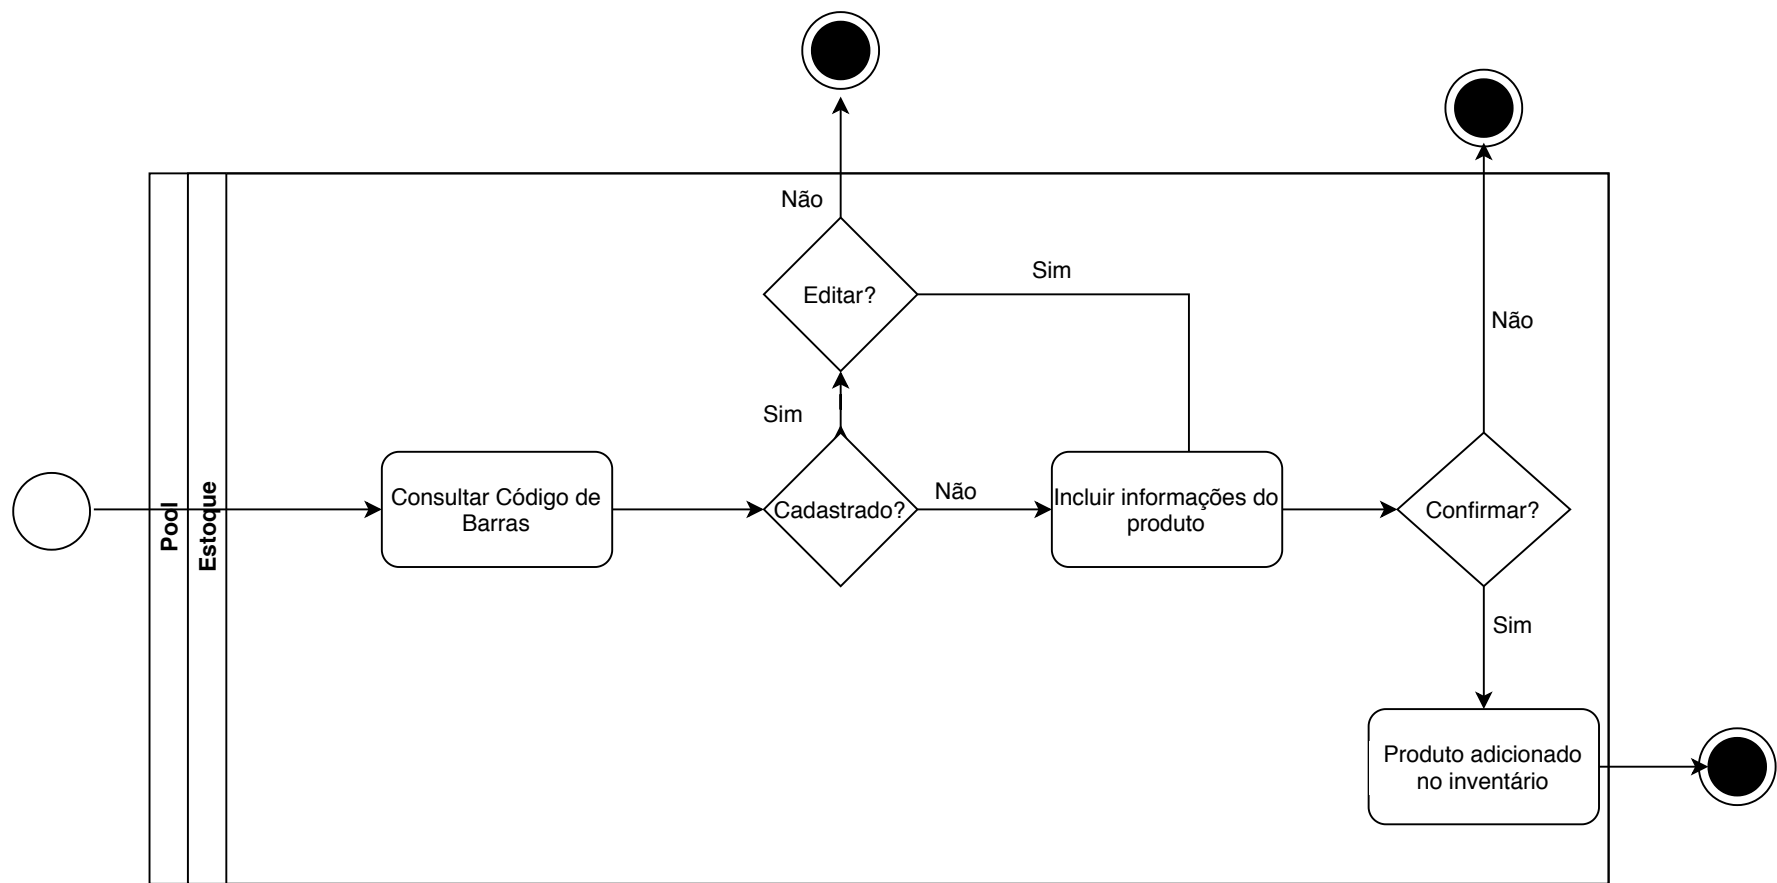 Pool
Estoque
Não
Editar?
Sim
Sim
Consultar Código de
Barras
Cadastrado?
Não
Incluir informações do
produto
Confirmar?
Não
Sim
Produto adicionado
no inventário